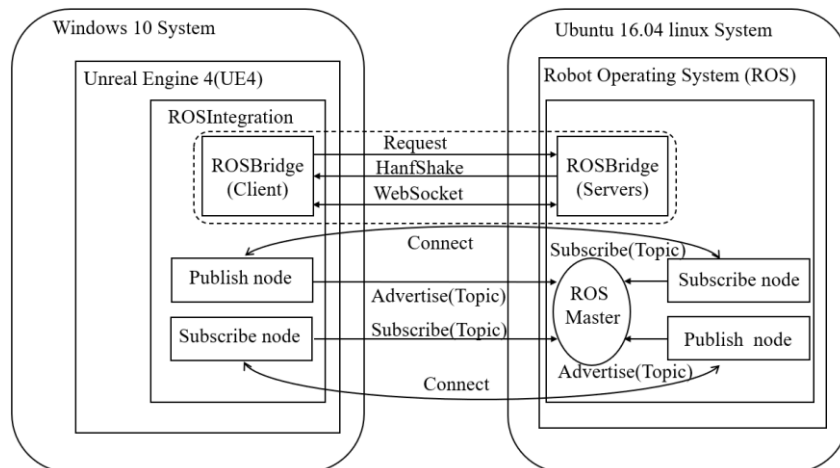 Windows 10 System
Ubuntu 16.04 linux System
Unreal Engine 4(UE4)
Robot Operating System (ROS)
ROSIntegration
ROSBridge
(Client)
Request
HanfShake
WebSocket
ROSBridge
(Servers)
Connect
Subscribe(Topic)
Publish node
Advertise(Topic)
ROS
Master
Subscribe node
Subscribe node
Subscribe(Topic)
Publish node
Advertise(Topic)
Connect